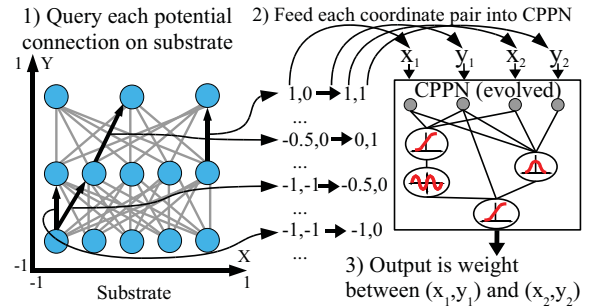 1) Query each potential
connection on substrate
2) Feed each coordinate pair into CPPN
1 Y
x1 y1 x2 y2
CPPN (evolved)
1,0 1,1
...
-0.5,0 0,1
...
-1,-1 -0.5,0
...
-1,-1 -1,0
...
X
-1
-1 1
Substrate
3) Output is weight
between (x1,y1) and (x2,y2)